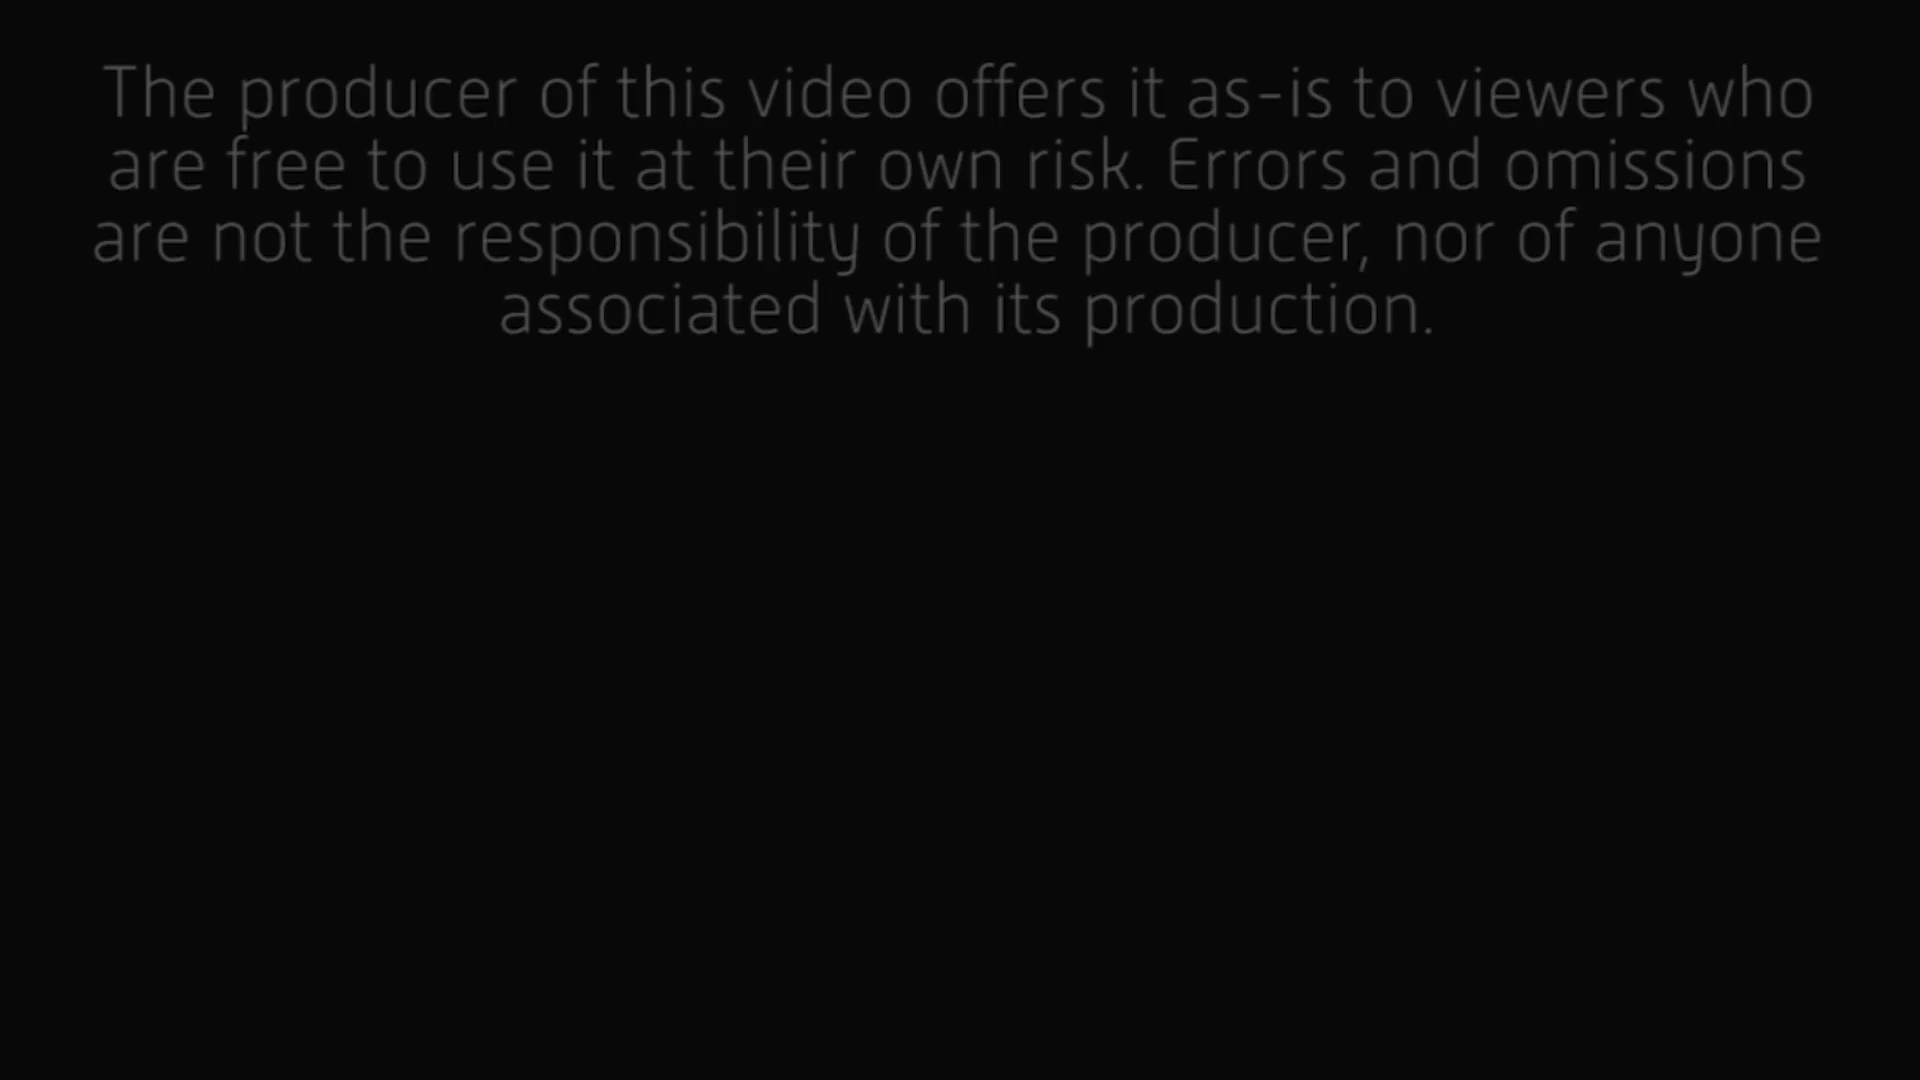 The producer of this video offers it as-is to viewers who
are free to use it at their own risk. Errors and omissions
are not the responsibility of the producer, nor of anyone
associated with its production.